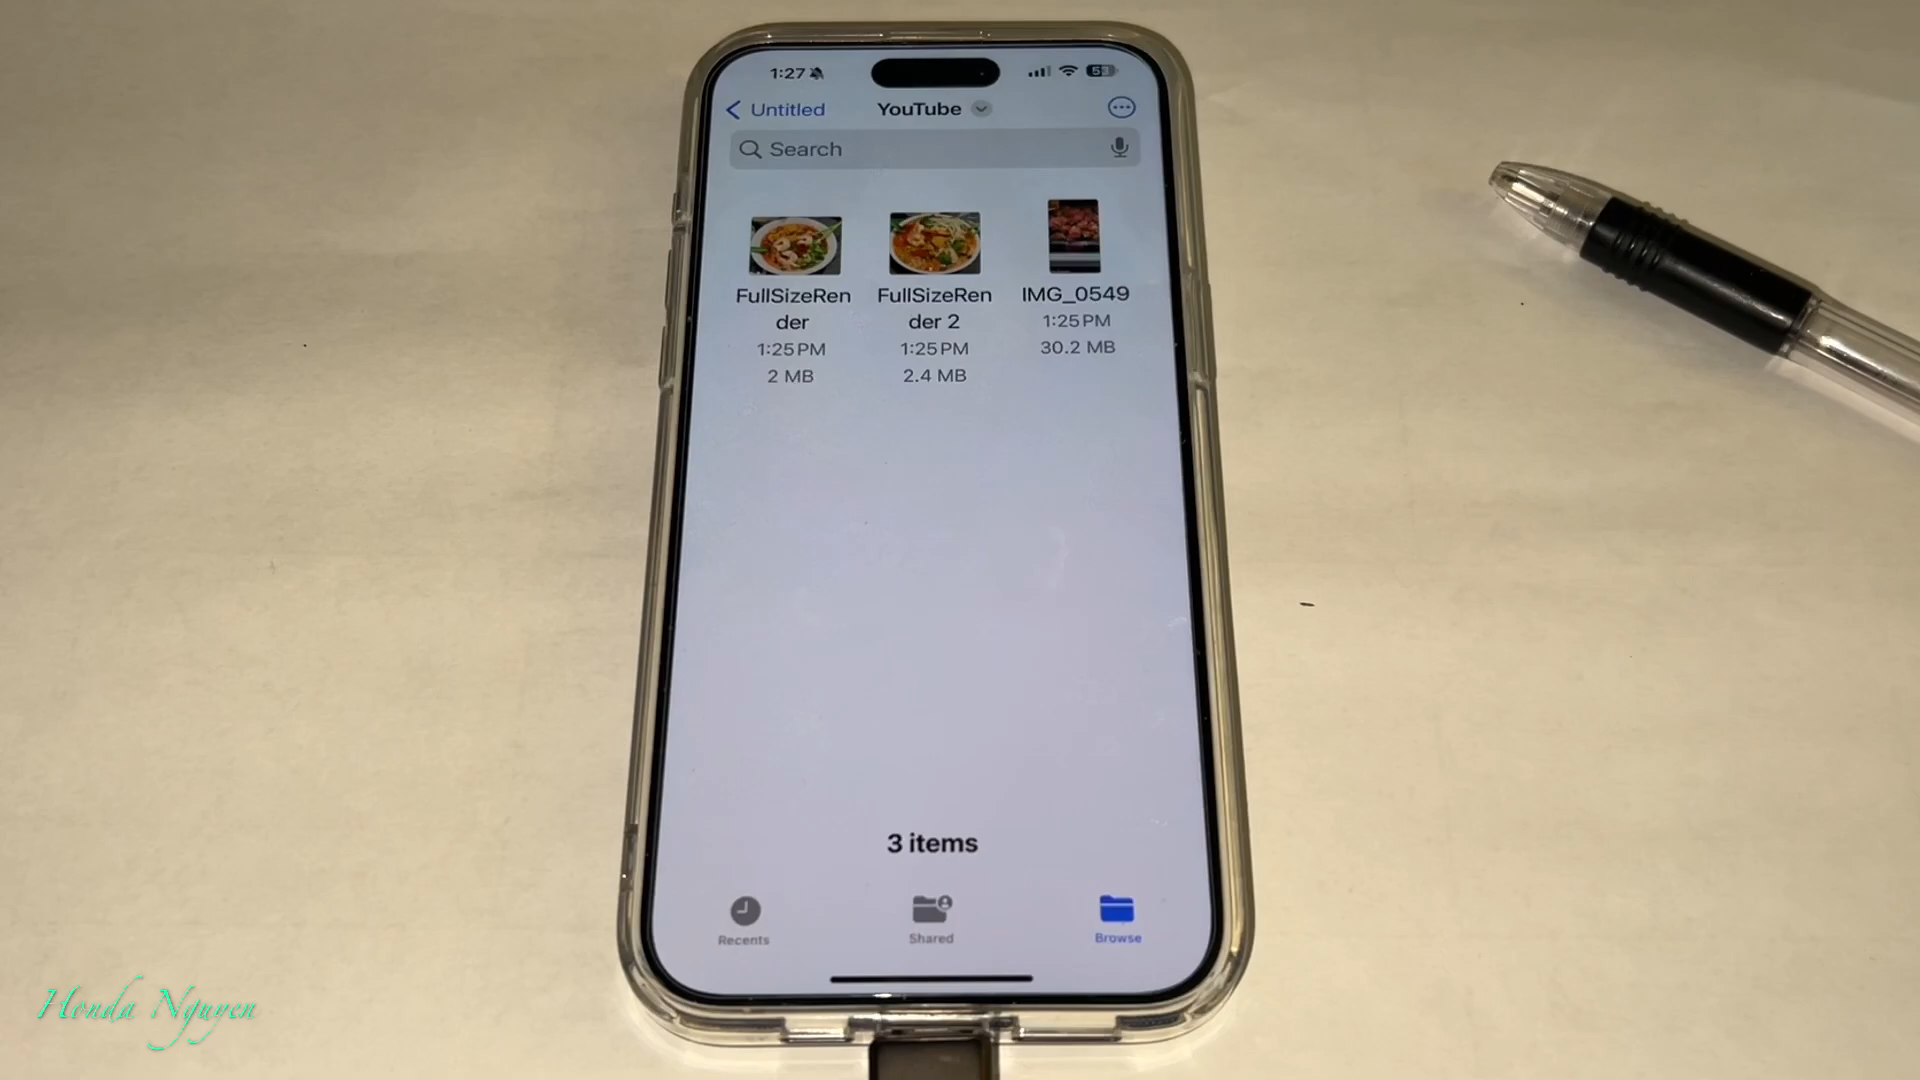 1:27 53
Untitled YouTube
Search
FullSizeRen FullSizeRen IMG_0549
der der 2 1:25 PM
1:25 PM 1:25 PM 30.2 MB
2 MB 2.4 MB
3 items
Recents Shared Browse
Honda Nguyen